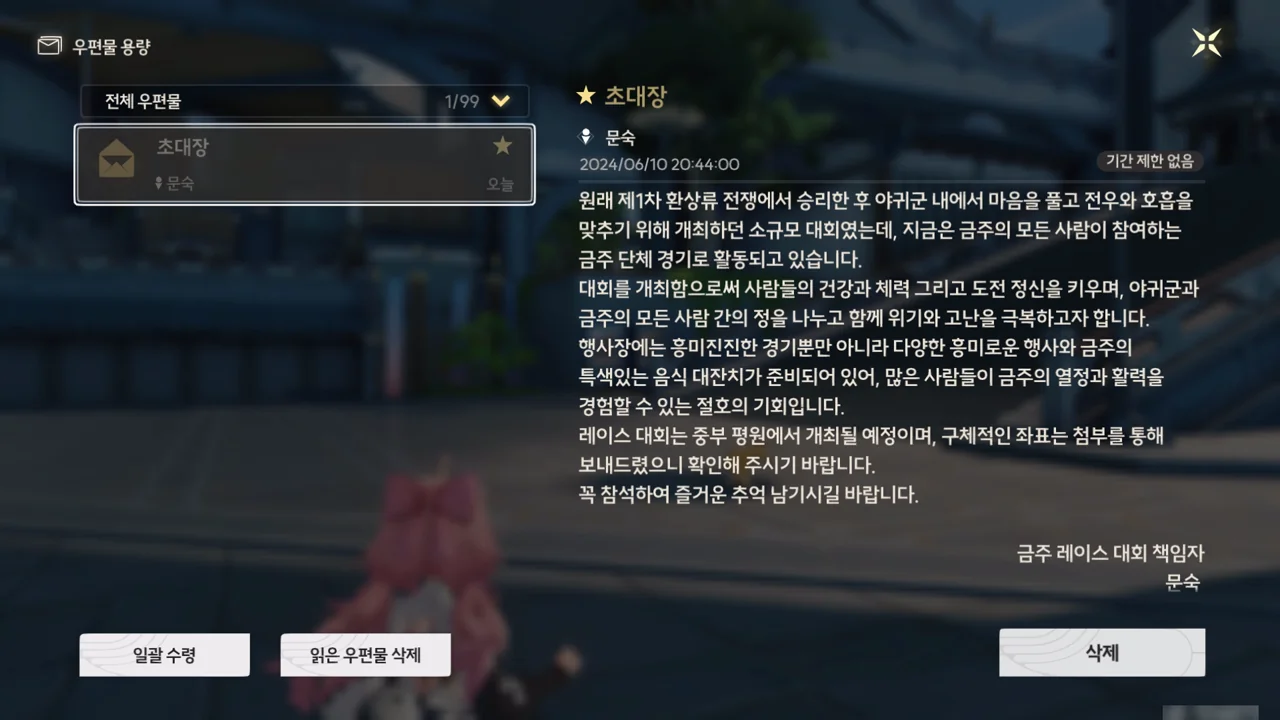 우편물 용량
전체 우편물 1/99
초대장
문숙 오늘
초대장
문숙
2024/06/10 20:44:00 기간 제한 없음
원래 제1차 환상류 전쟁에서 승리한 후 야귀군 내에서 마음을 풀고 전우와 호흡을
맞추기 위해 개최하던 소규모 대회였는데, 지금은 금주의 모든 사람이 참여하는
금주 단체 경기로 활동되고 있습니다.
대회를 개최함으로써 사람들의 건강과 체력 그리고 도전 정신을 키우며, 야귀군과
금주의 모든 사람 간의 정을 나누고 함께 위기와 고난을 극복하고자 합니다.
행사장에는 흥미진진한 경기뿐만 아니라 다양한 흥미로운 행사와 금주의
특색있는 음식 대잔치가 준비되어 있어, 많은 사람들이 금주의 열정과 활력을
경험할 수 있는 절호의 기회입니다.
레이스 대회는 중부 평원에서 개최될 예정이며, 구체적인 좌표는 첨부를 통해
보내드렸으니 확인해 주시기 바랍니다.
꼭 참석하여 즐거운 추억 남기시길 바랍니다.
금주 레이스 대회 책임자
문숙
일괄 수령
읽은 우편물 삭제
삭제